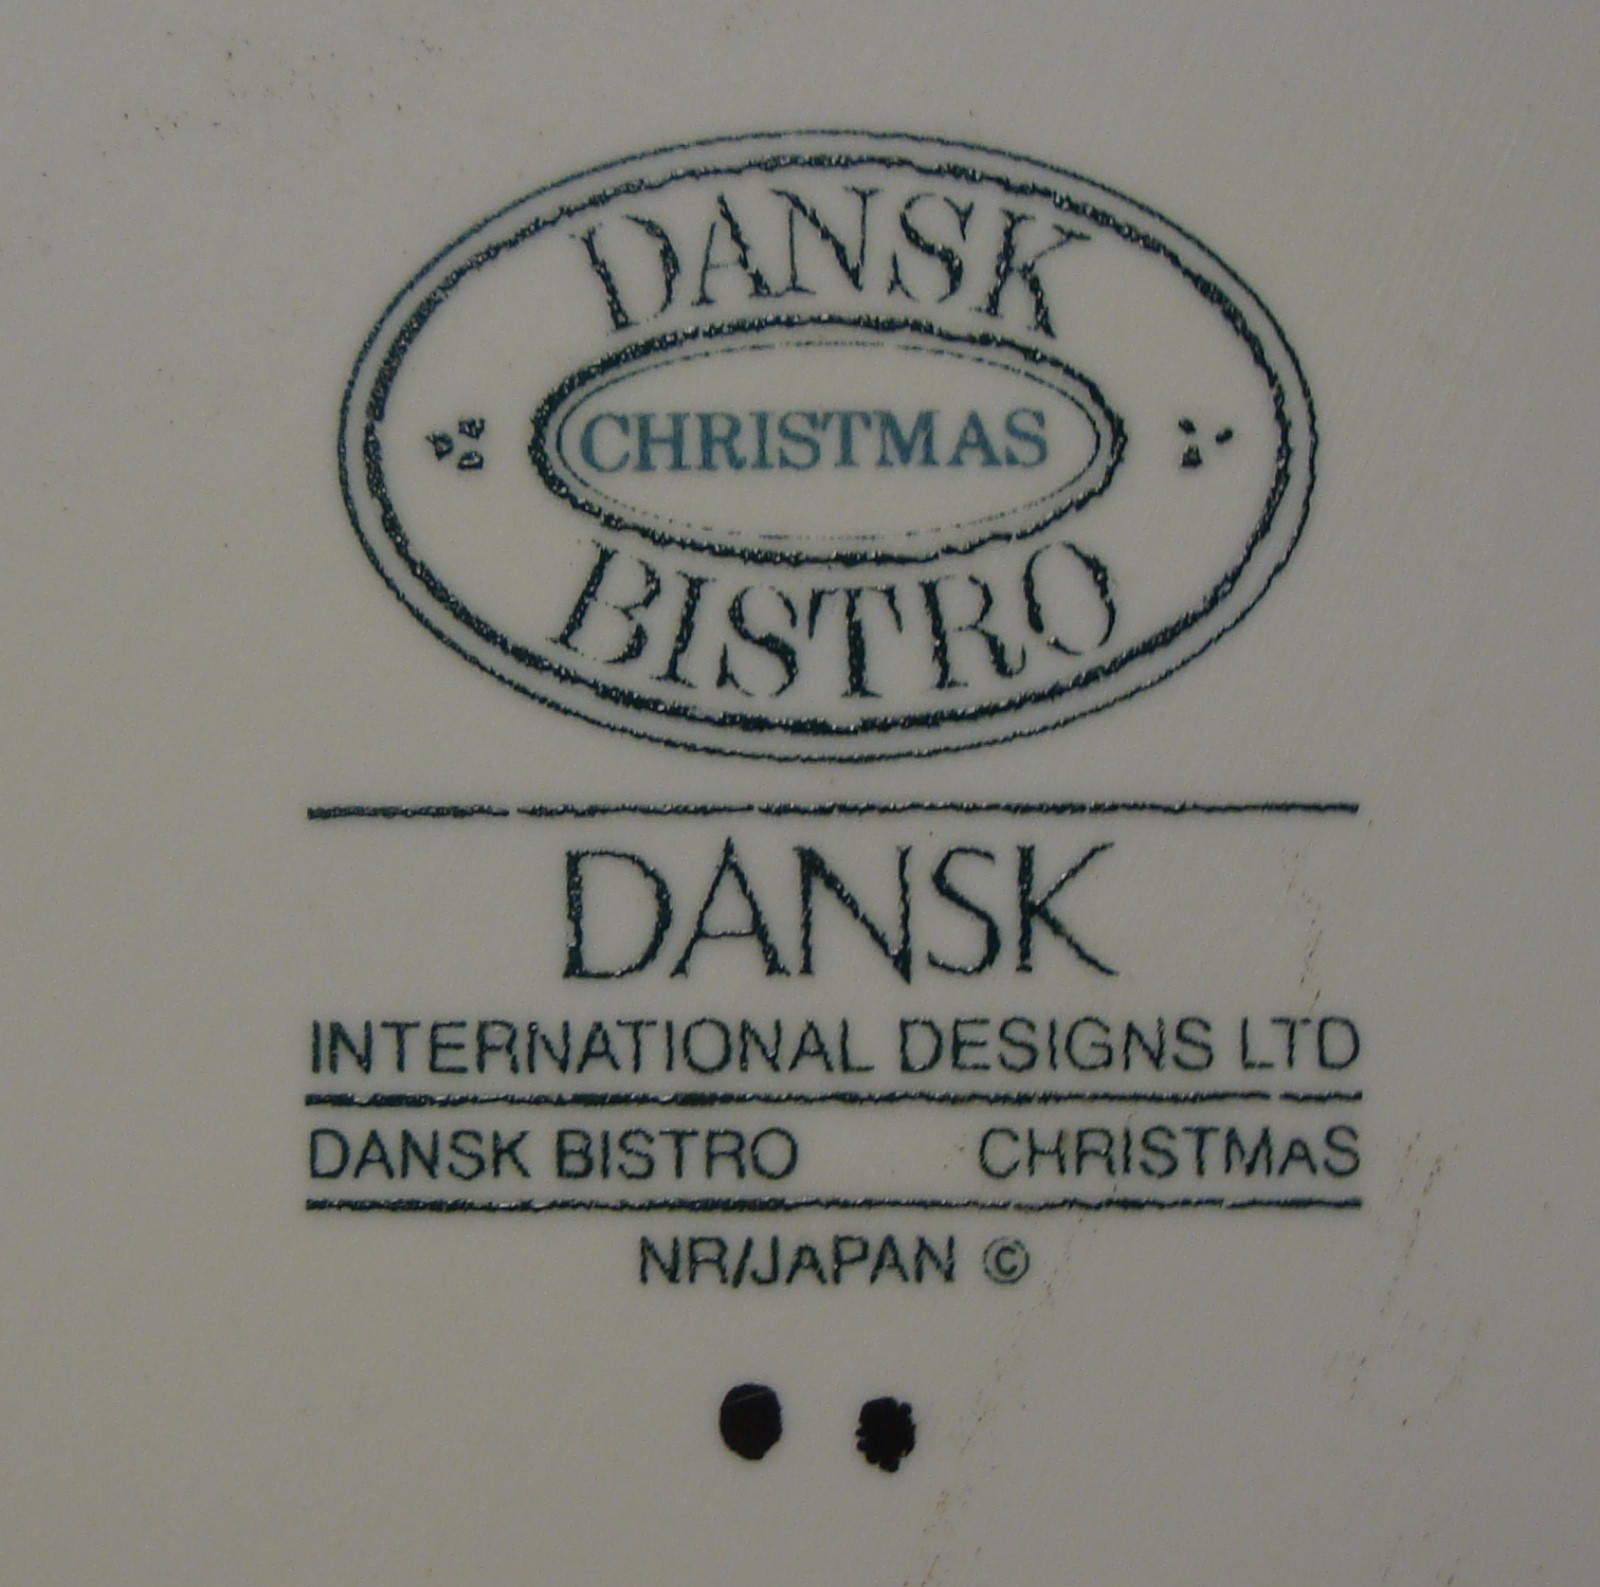 DANSK
CHRISTMAS
BISTRO
DANSK
INTERNATIONAL DESIGNS LTD
DANSK BISTRO CHRISTMAS
NR/JAPAN ©